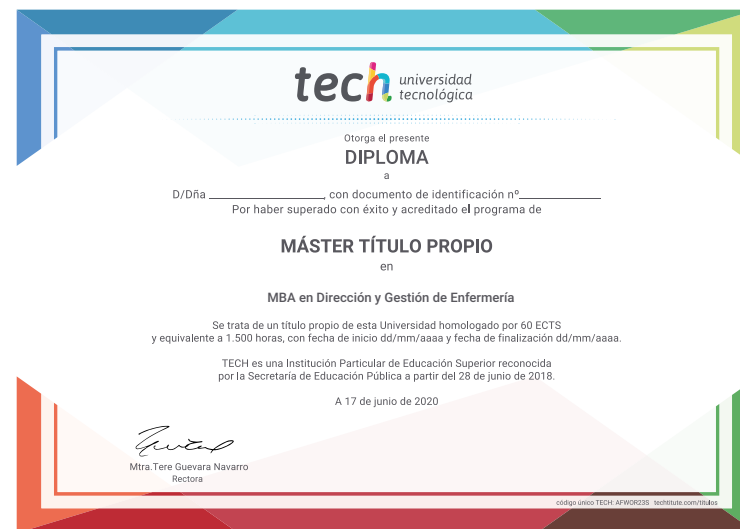 tech universidad
tecnológica
Otorga el presente
DIPLOMA
a
D/Dña ____________________, con documento de identificación nº______________
Por haber superado con éxito y acreditado el programa de
MÁSTER TÍTULO PROPIO
en
MBA en Dirección y Gestión de Enfermería
Se trata de un título propio de esta Universidad homologado por 60 ECTS
y equivalente a 1.500 horas, con fecha de inicio dd/mm/aaaa y fecha de finalización dd/mm/aaaa.
TECH es una Institución Particular de Educación Superior reconocida
por la Secretaría de Educación Pública a partir del 28 de junio de 2018.
A 17 de junio de 2020
Mtra.Tere Guevara Navarro
Rectora
código único TECH: AFWOR23S techtitute.com/titulos